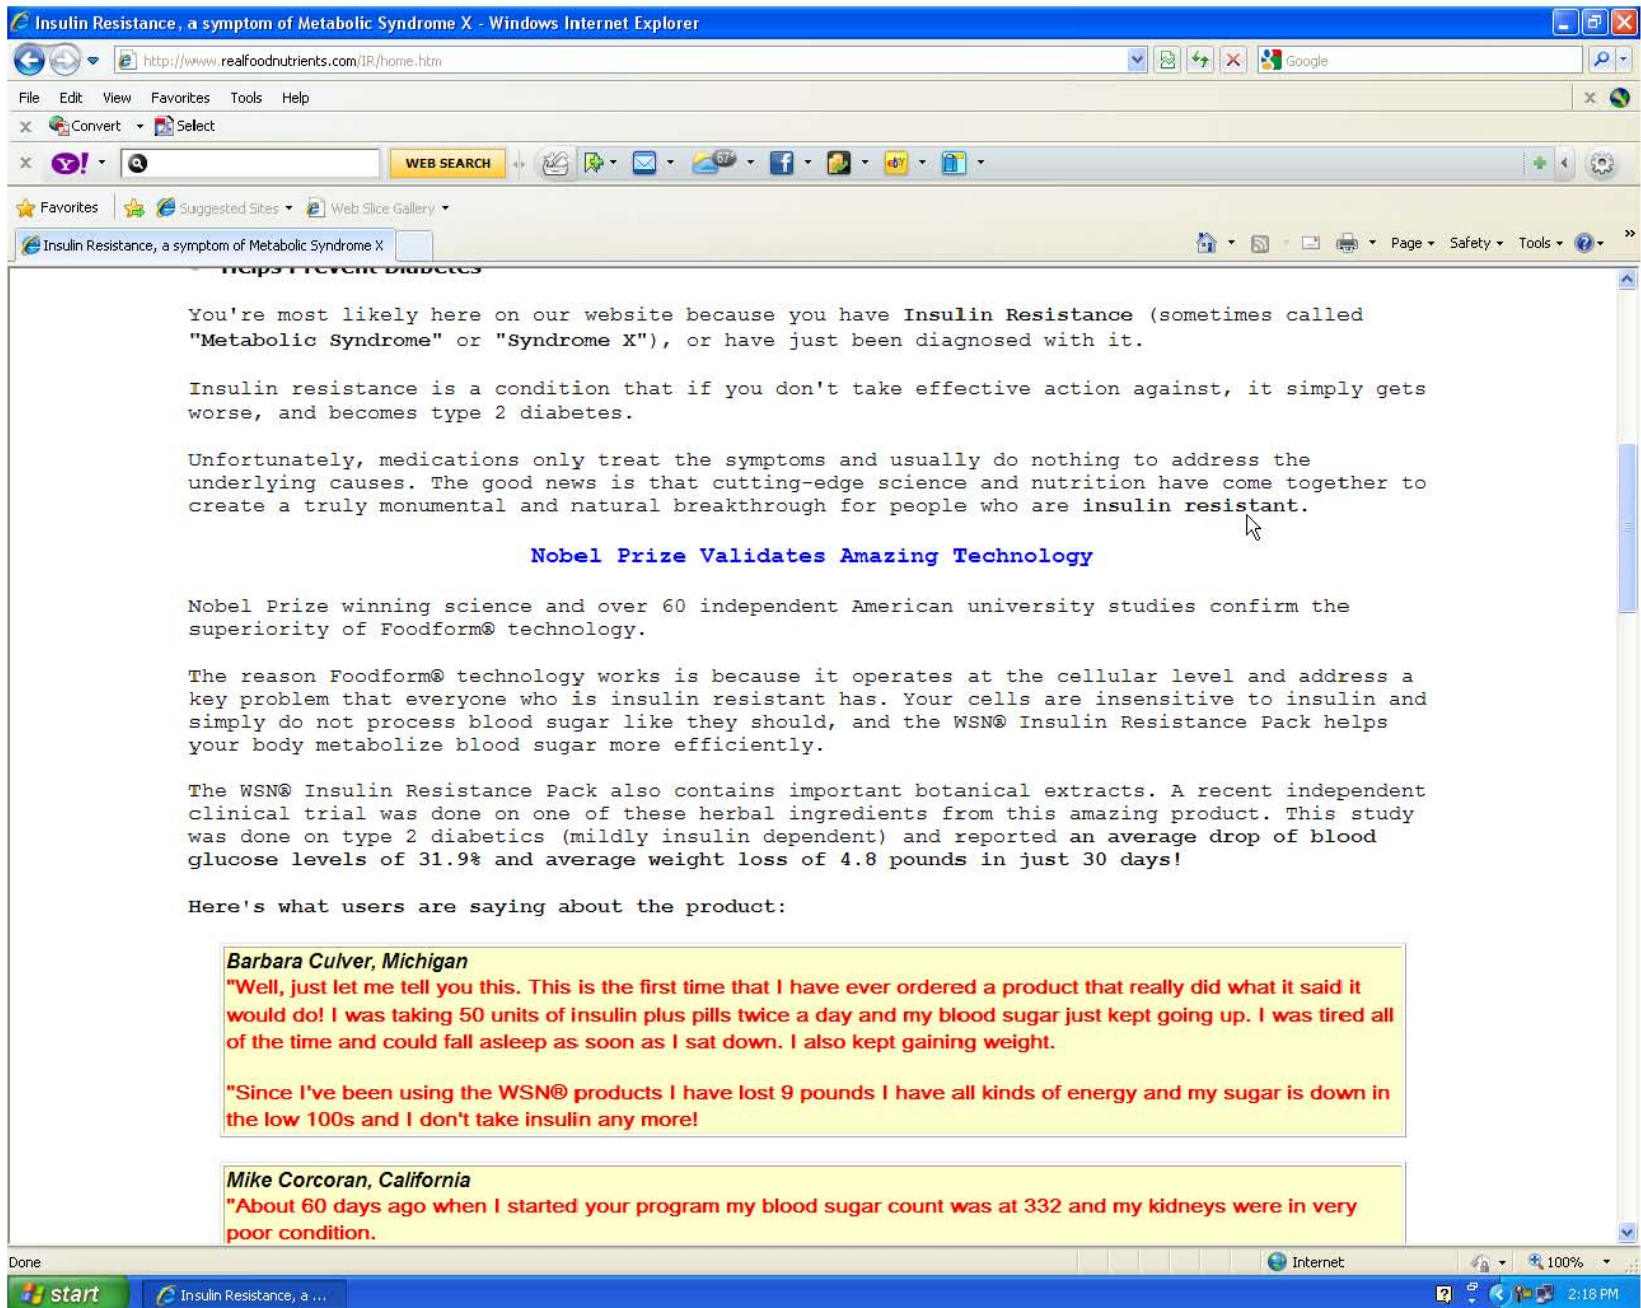 Insulin Resistance, a symptom of Metabolic Syndrome X - Windows Internet Explorer
http://www.realfoodnutrients.com/IR/home.htm
Google
File Edit View Favorites Tools Help
Convert Select
Y! WEB SEARCH 67° f ebY
Favorites Suggested Sites Web Slice Gallery
Insulin Resistance, a symptom of Metabolic Syndrome X
Page Safety Tools
Helps Prevent Diabetes
You're most likely here on our website because you have Insulin Resistance (sometimes called
"Metabolic Syndrome" or "Syndrome X"), or have just been diagnosed with it.
Insulin resistance is a condition that if you don't take effective action against, it simply gets
worse, and becomes type 2 diabetes.
Unfortunately, medications only treat the symptoms and usually do nothing to address the
underlying causes. The good news is that cutting-edge science and nutrition have come together to
create a truly monumental and natural breakthrough for people who are insulin resistant.
Nobel Prize Validates Amazing Technology
Nobel Prize winning science and over 60 independent American university studies confirm the
superiority of Foodform® technology.
The reason Foodform® technology works is because it operates at the cellular level and address a
key problem that everyone who is insulin resistant has. Your cells are insensitive to insulin and
simply do not process blood sugar like they should, and the WSN® Insulin Resistance Pack helps
your body metabolize blood sugar more efficiently.
The WSN® Insulin Resistance Pack also contains important botanical extracts. A recent independent
clinical trial was done on one of these herbal ingredients from this amazing product. This study
was done on type 2 diabetics (mildly insulin dependent) and reported an average drop of blood
glucose levels of 31.9% and average weight loss of 4.8 pounds in just 30 days!
Here's what users are saying about the product:
Barbara Culver, Michigan
"Well, just let me tell you this. This is the first time that I have ever ordered a product that really did what it said it
would do! I was taking 50 units of insulin plus pills twice a day and my blood sugar just kept going up. I was tired all
of the time and could fall asleep as soon as I sat down. I also kept gaining weight.
"Since I've been using the WSN® products I have lost 9 pounds I have all kinds of energy and my sugar is down in
the low 100s and I don't take insulin any more!
Mike Corcoran, California
"About 60 days ago when I started your program my blood sugar count was at 332 and my kidneys were in very
poor condition.
Done Internet 100%
start Insulin Resistance, a ... 2:18 PM